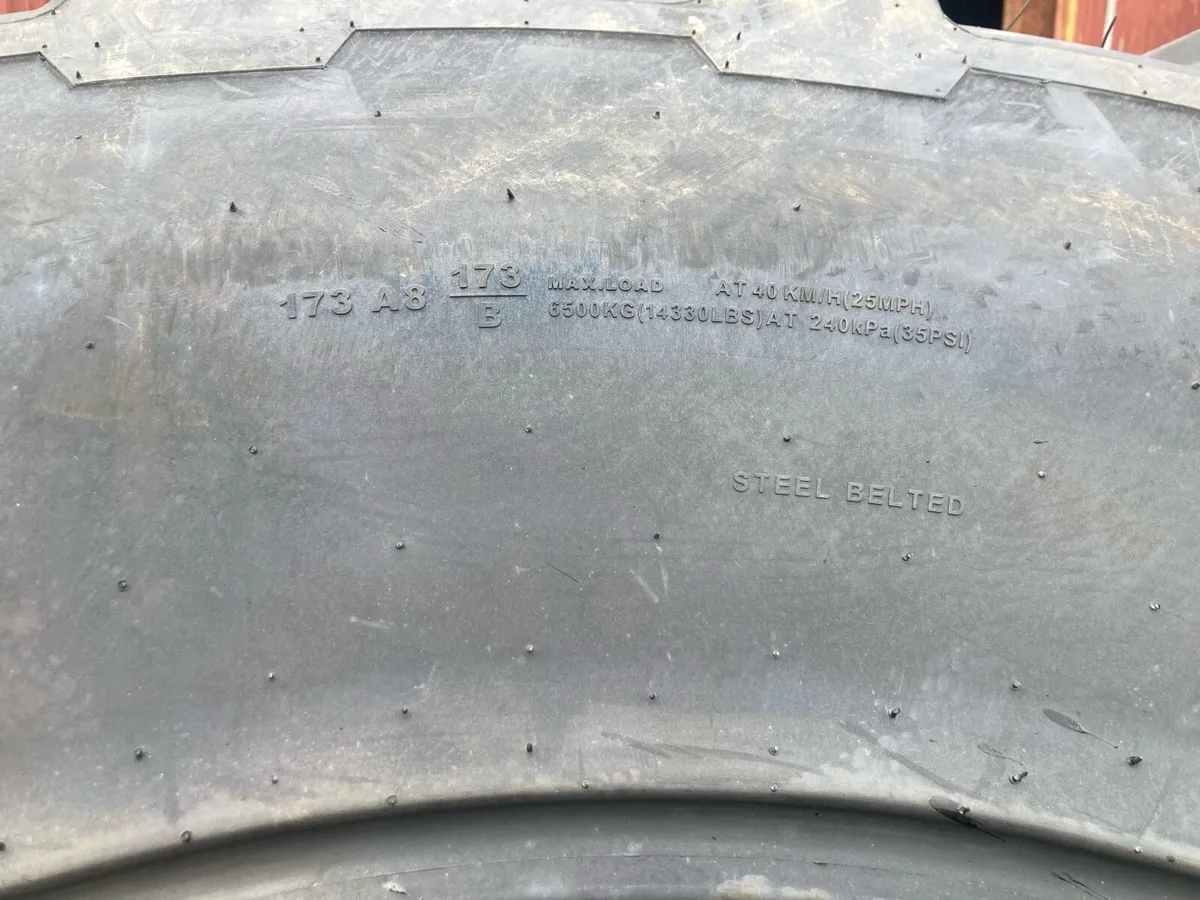 173 A8 173 MAX.LOAD AT 40 KM/H(25MPH)
B 6500KG(14330LBS)AT 240kPa(35PSI)
STEEL BELTED